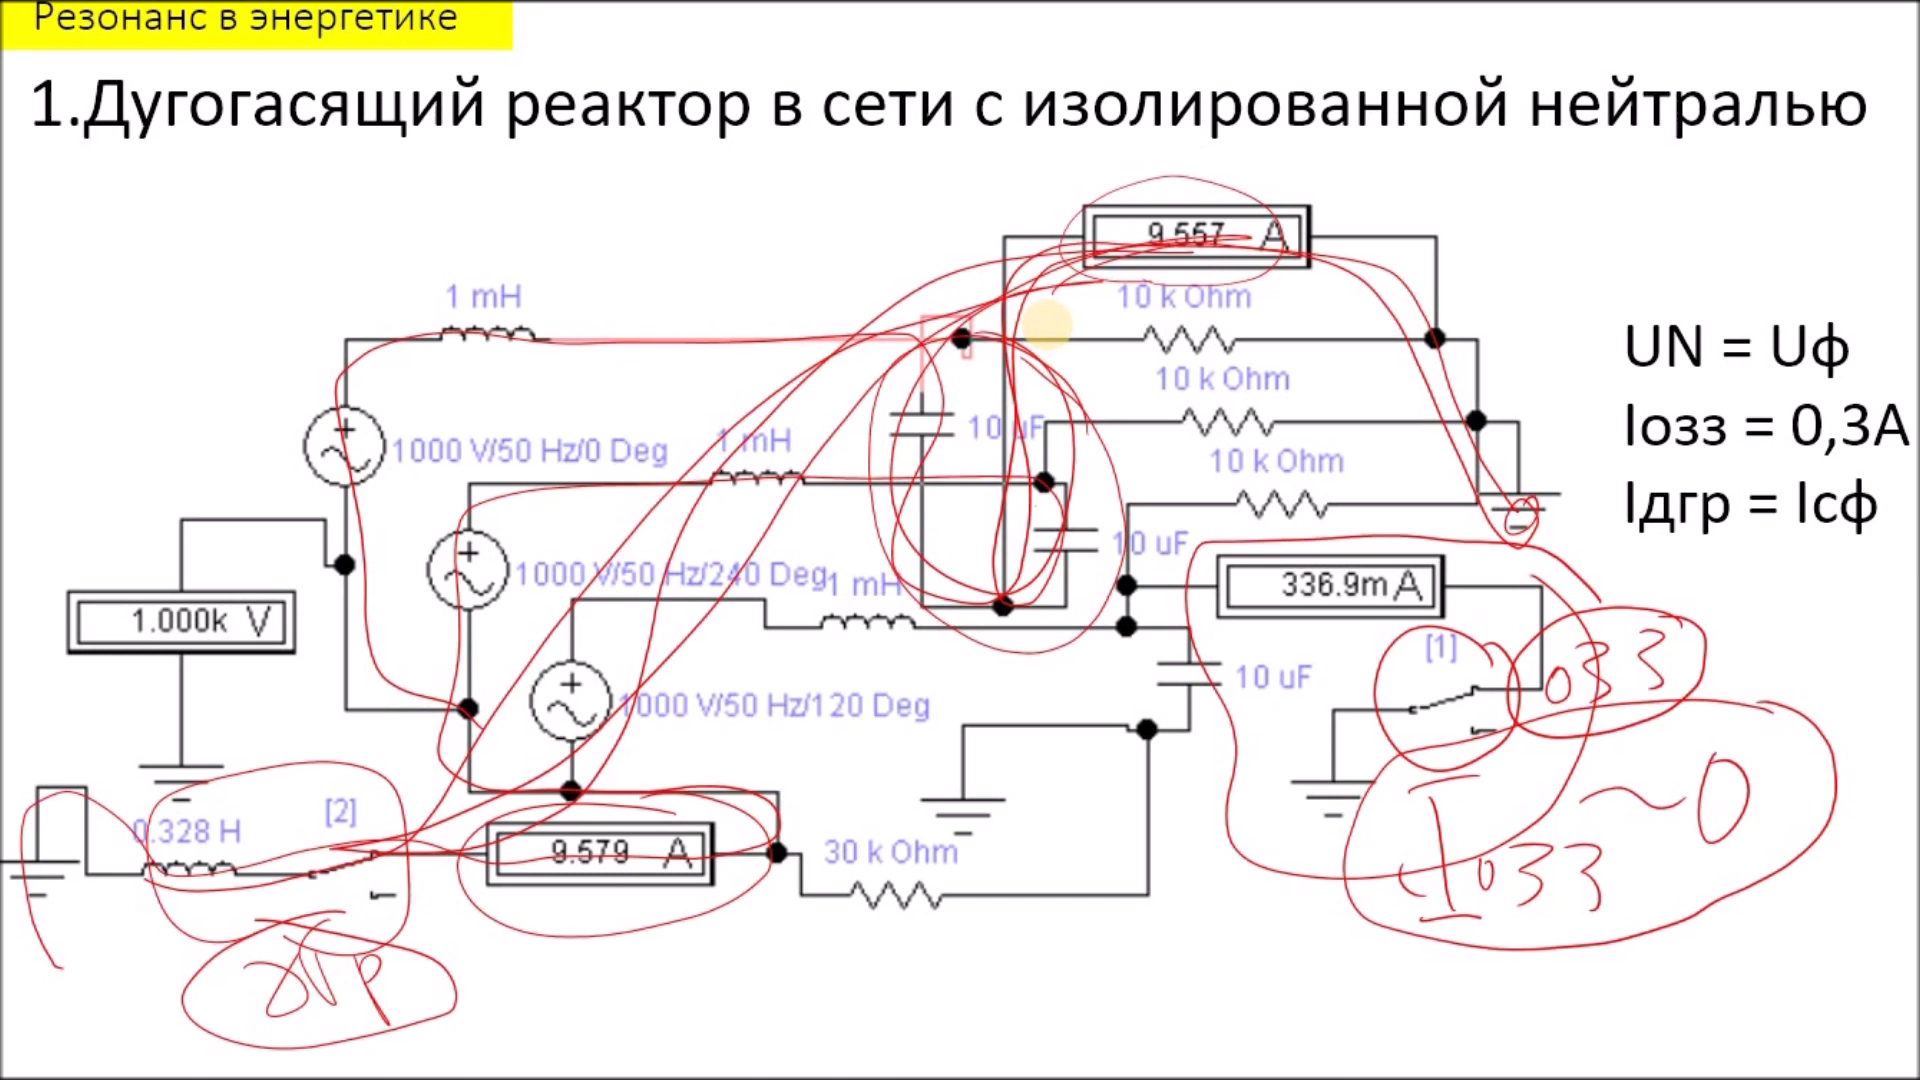 Резонанс в энергетике
1.Дугогасящий реактор в сети с изолированной нейтралью
9.557 A
1 mH
10 k Ohm
10 k Ohm
UN = Uф
1000 V/50 Hz/0 Deg
1 mH
10 uF
Iозз = 0,3А
10 k Ohm
Iдгр = Iсф
1000 V/50 Hz/240 Deg
1 mH
10 uF
336.9m A
1.000k V
[1]
озз
10 uF
1000 V/50 Hz/120 Deg
[2]
0.328 H
9.579 A
30 k Ohm
~0
Iозз
дгр